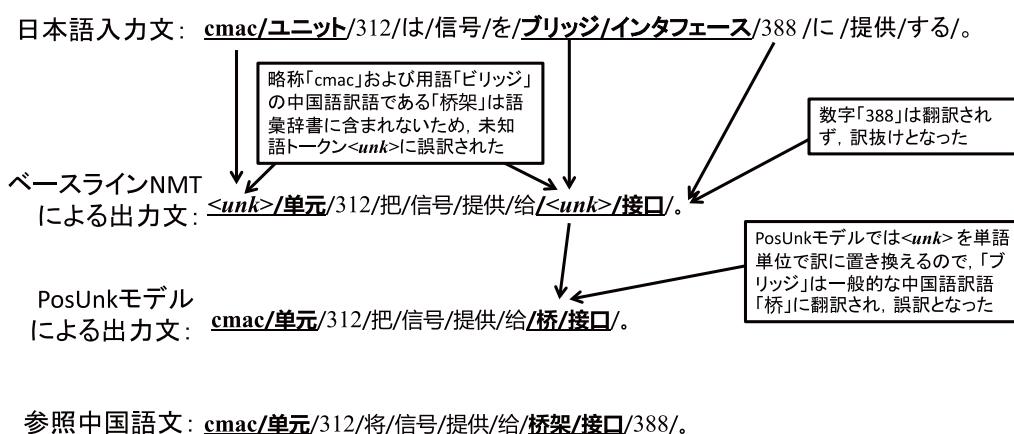 日本語入力文: cmac/ユニット/312/は/信号/を/ブリッジ/インタフェース/388 /に /提供/する/。
略称「cmac」および用語「ビリッジ」
の中国語訳語である「桥架」は語
彙辞書に含まれないため，未知
語トークン<unk>に誤訳された
数字「388」は翻訳され
ず，訳抜けとなった
ベースラインNMT
による出力文: <unk>/单元/312/把/信号/提供/给/<unk>/接口/。
PosUnkモデルでは<unk> を単語
単位で訳に置き換えるので，「ブ
リッジ」は一般的な中国語訳語
「桥」に翻訳され，誤訳となった
PosUnkモデル
による出力文: cmac/单元/312/把/信号/提供/给/桥/接口/。
参照中国語文: cmac/单元/312/将/信号/提供/给/桥架/接口/388/。